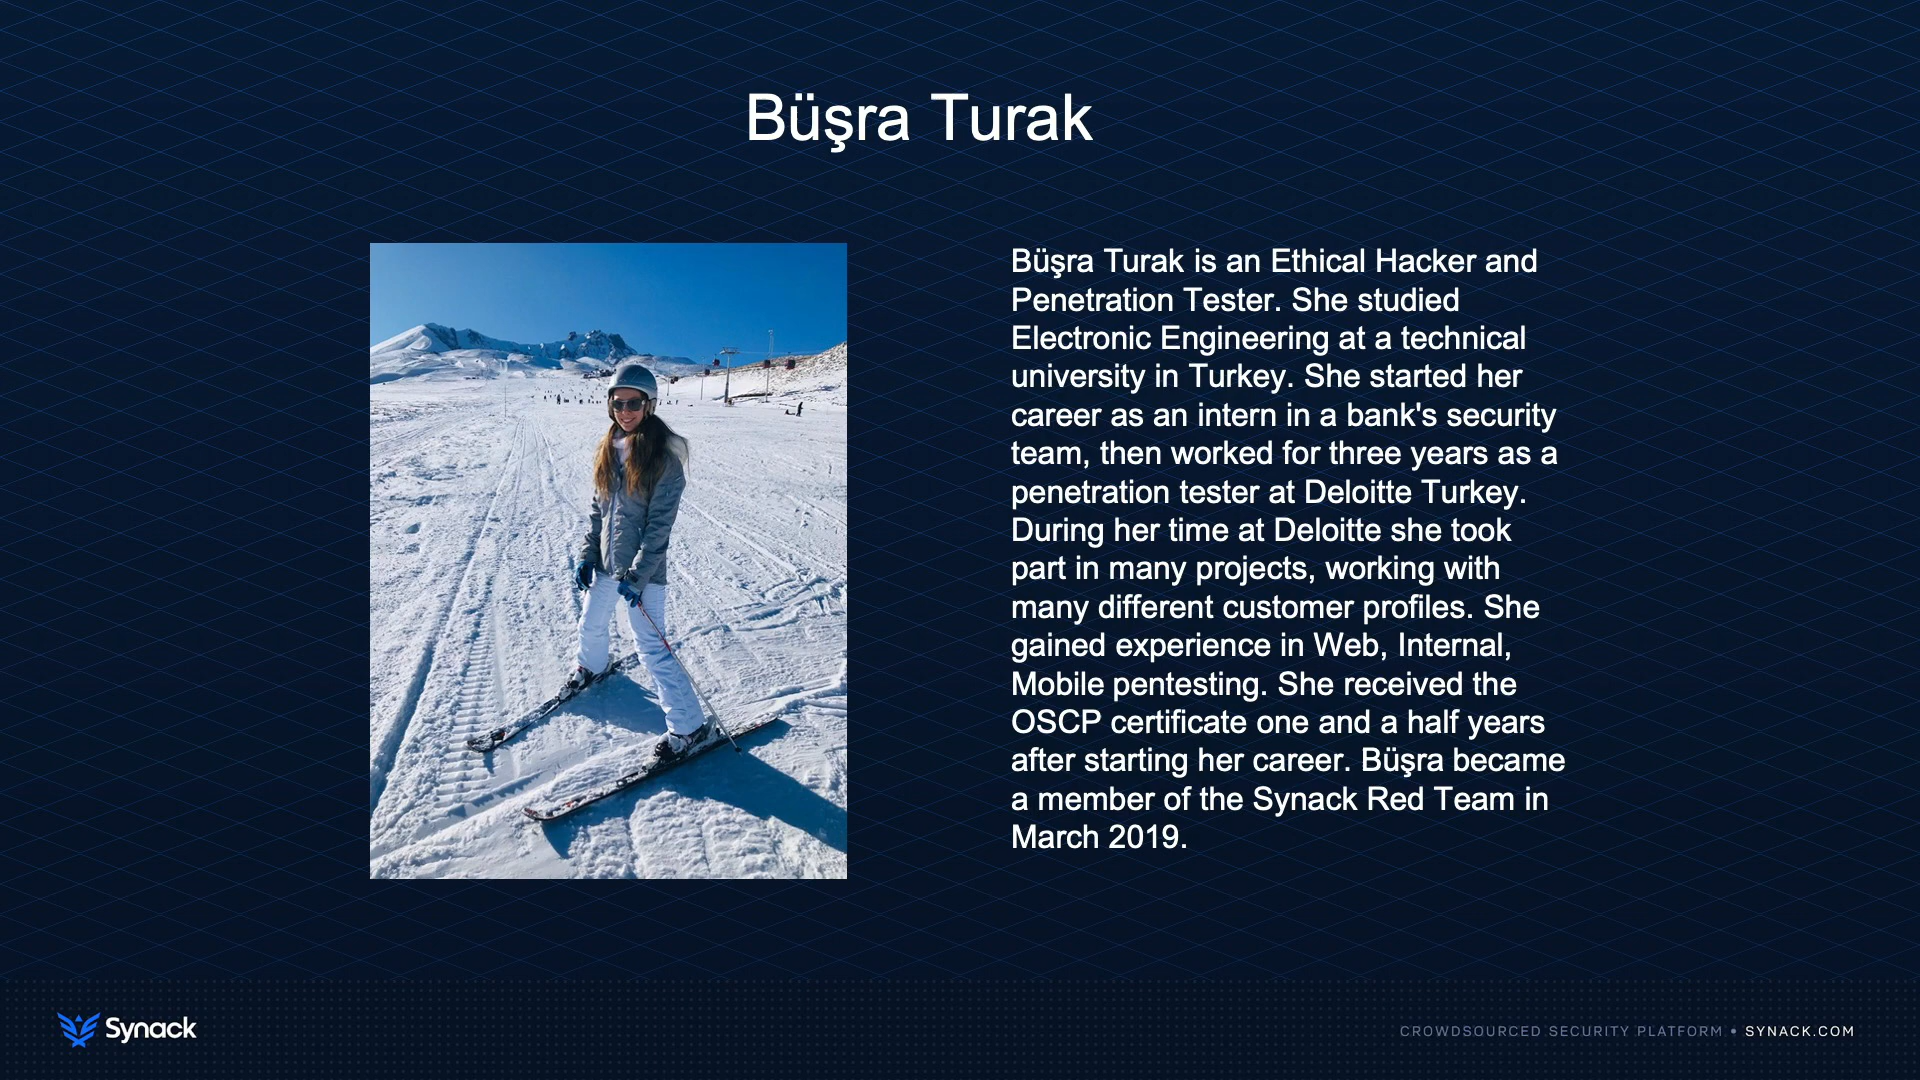 Büşra Turak
Büşra Turak is an Ethical Hacker and
Penetration Tester. She studied
Electronic Engineering at a technical
university in Turkey. She started her
career as an intern in a bank's security
team, then worked for three years as a
penetration tester at Deloitte Turkey.
During her time at Deloitte she took
part in many projects, working with
many different customer profiles. She
gained experience in Web, Internal,
Mobile pentesting. She received the
OSCP certificate one and a half years
after starting her career. Büşra became
a member of the Synack Red Team in
March 2019.
Synack
CROWDSOURCED SECURITY PLATFORM • SYNACK.COM